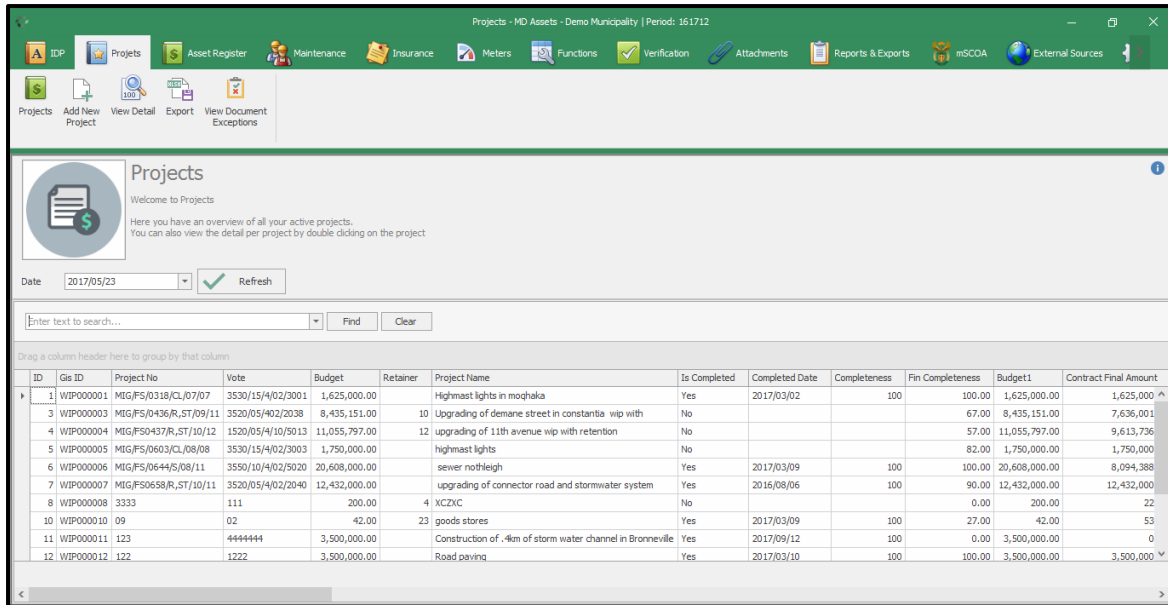 Projects - MD Assets - Demo Municipality | Period: 161712
IDP Projets Asset Register Maintenance Insurance Meters Functions Verification Attachments Reports & Exports mSCOA External Sources
Projects Add New Project View Detail Export View Document Exceptions
Projects
Welcome to Projects
Here you have an overview of all your active projects.
You can also view the detail per project by double clicking on the project
Date 2017/05/23 Refresh
Enter text to search... Find Clear
Drag a column header here to group by that column
ID Gis ID Project No Vote Budget Retainer Project Name Is Completed Completed Date Completeness Fin Completeness Budget1 Contract Final Amount
1 WIP000001 MIG/FS/0318/CL/07/07 3530/15/4/02/3001 1,625,000.00 Highmast lights in moqhaka Yes 2017/03/02 100 100.00 1,625,000.00 1,625,000
3 WIP000003 MIG/FS/0436/R,ST/09/11 3520/05/402/2038 8,435,151.00 10 Upgrading of demane street in constantia wip with No 67.00 8,435,151.00 7,636,001
4 WIP000004 MIG/FS0437/R,ST/10/12 1520/05/4/10/5013 11,055,797.00 12 upgrading of 11th avenue wip with retention No 57.00 11,055,797.00 9,613,736
5 WIP000005 MIG/FS/0603/CL/08/08 3530/15/4/02/3003 1,750,000.00 highmast lights No 82.00 1,750,000.00 1,750,000
6 WIP000006 MIG/FS/0644/S/08/11 3550/10/4/02/5020 20,608,000.00 sewer nothleigh Yes 2017/03/09 100 100.00 20,608,000.00 8,094,388
7 WIP000007 MIG/FS0658/R,ST/10/11 3520/05/4/02/2040 12,432,000.00 upgrading of connector road and stormwater system Yes 2016/08/06 100 90.00 12,432,000.00 12,432,000
8 WIP000008 3333 111 200.00 4 XCZXC No 0.00 200.00 22
10 WIP000010 09 02 42.00 23 goods stores Yes 2017/03/09 100 27.00 42.00 53
11 WIP000011 123 4444444 3,500,000.00 Construction of .4km of storm water channel in Bronneville Yes 2017/09/12 100 0.00 3,500,000.00 0
12 WIP000012 122 1222 3,500,000.00 Road paving Yes 2017/03/10 100 100.00 3,500,000.00 3,500,000